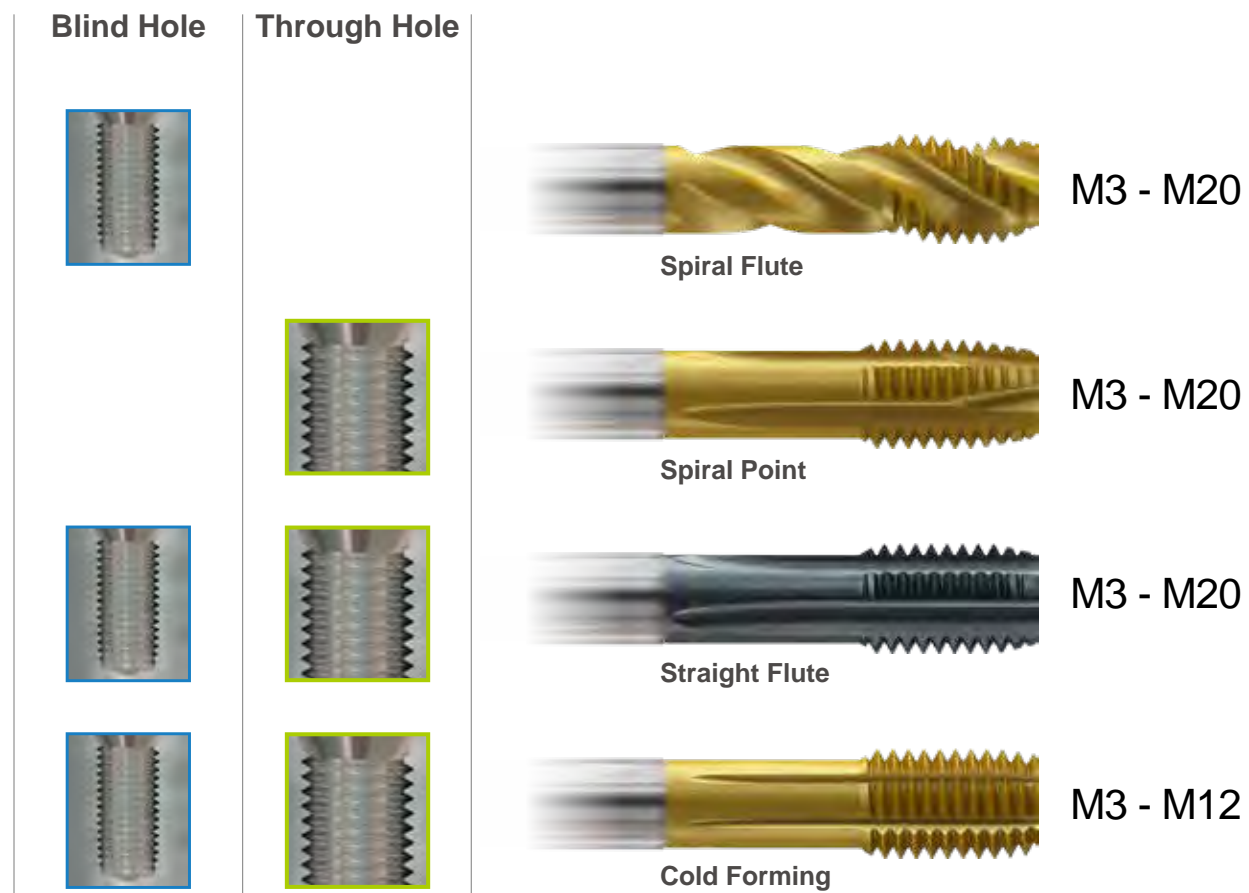 Blind Hole
Through Hole
M3 - M20
Spiral Flute
M3 - M20
Spiral Point
M3 - M20
Straight Flute
M3 - M12
Cold Forming